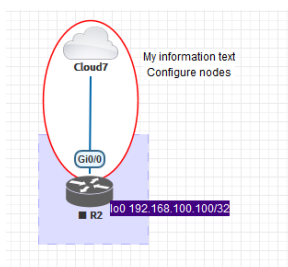 My information text
Configure nodes
Cloud7
Gi0/0
lo0 192.168.100.100/32
R2